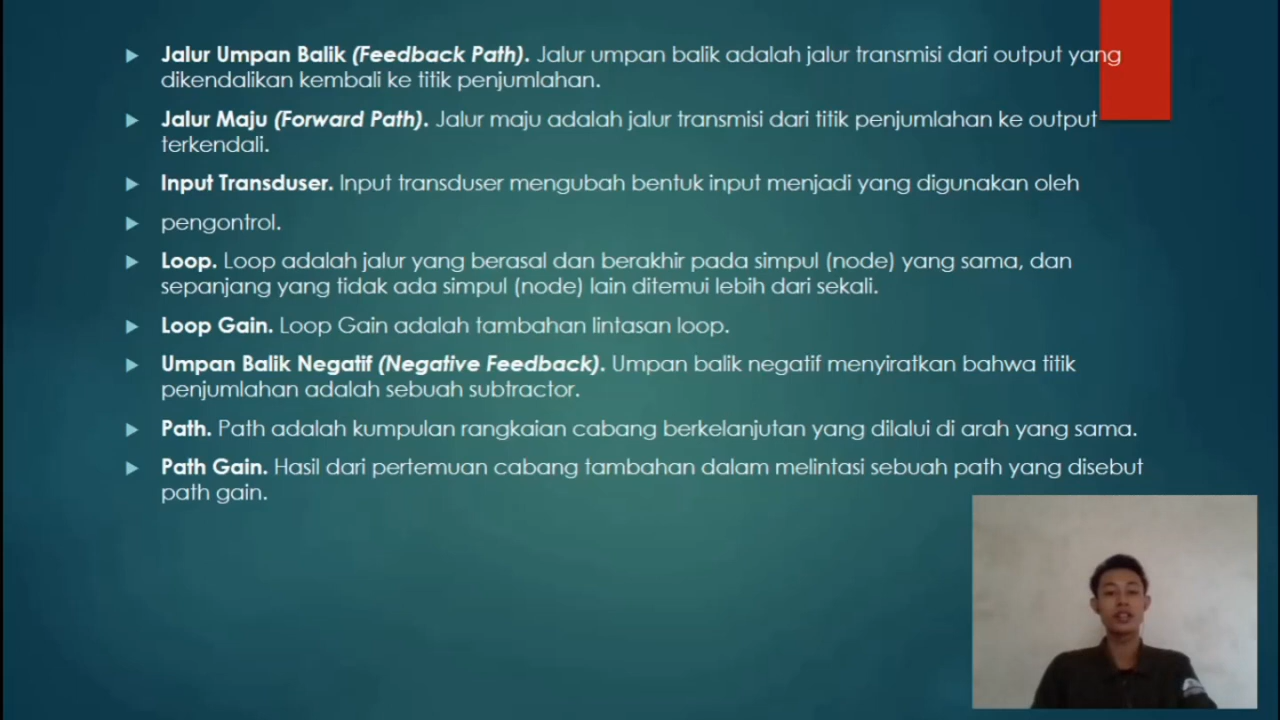 Jalur Umpan Balik (Feedback Path). Jalur umpan balik adalah jalur transmisi dari output yang
dikendalikan kembali ke titik penjumlahan.
Jalur Maju (Forward Path). Jalur maju adalah jalur transmisi dari titik penjumlahan ke output
terkendali.
Input Transduser. Input transduser mengubah bentuk input menjadi yang digunakan oleh
pengontrol.
Loop. Loop adalah jalur yang berasal dan berakhir pada simpul (node) yang sama, dan
sepanjang yang tidak ada simpul (node) lain ditemui lebih dari sekali.
Loop Gain. Loop Gain adalah tambahan lintasan loop.
Umpan Balik Negatif (Negative Feedback). Umpan balik negatif menyiratkan bahwa titik
penjumlahan adalah sebuah subtractor.
Path. Path adalah kumpulan rangkaian cabang berkelanjutan yang dilalui di arah yang sama.
Path Gain. Hasil dari pertemuan cabang tambahan dalam melintasi sebuah path yang disebut
path gain.